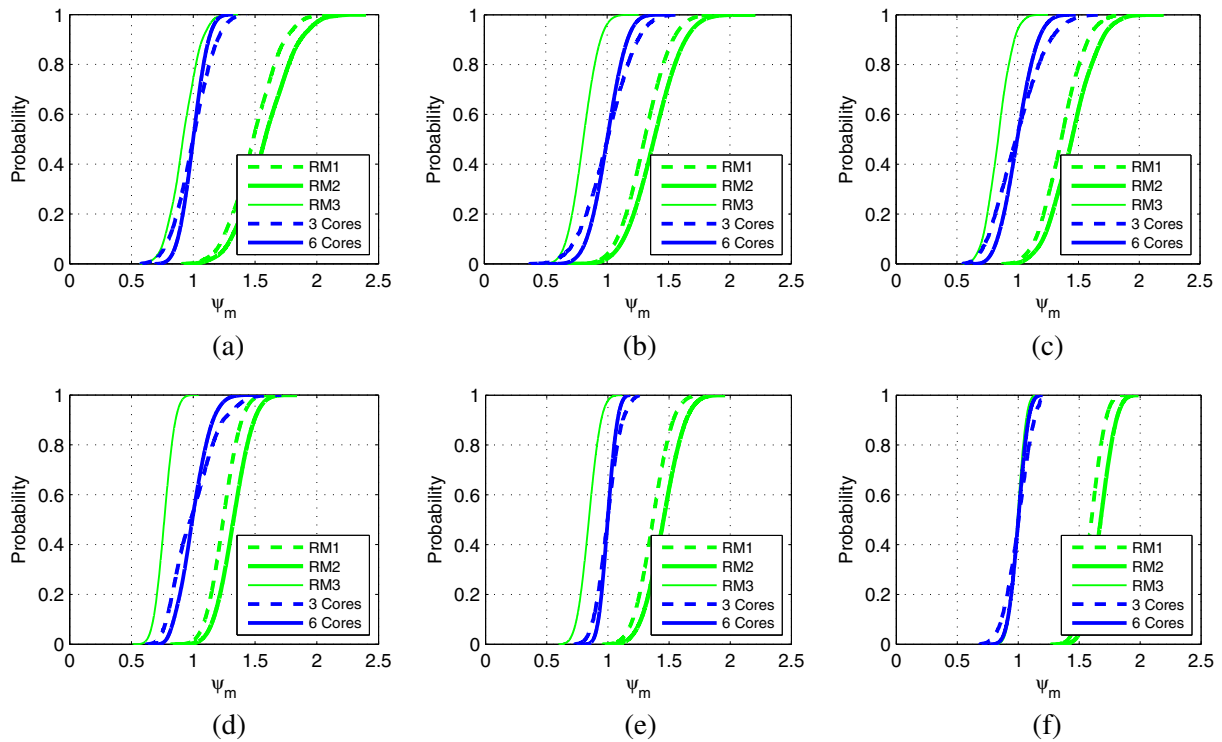 1
0.8
0.6
0.4
0.2
0
Probability
0 0.5 1 1.5 2 2.5
ψm
RM1
RM2
RM3
3 Cores
6 Cores
(a)
1
0.8
0.6
0.4
0.2
0
Probability
0 0.5 1 1.5 2 2.5
ψm
RM1
RM2
RM3
3 Cores
6 Cores
(b)
1
0.8
0.6
0.4
0.2
0
Probability
0 0.5 1 1.5 2 2.5
ψm
RM1
RM2
RM3
3 Cores
6 Cores
(c)
1
0.8
0.6
0.4
0.2
0
Probability
0 0.5 1 1.5 2 2.5
ψm
RM1
RM2
RM3
3 Cores
6 Cores
(d)
1
0.8
0.6
0.4
0.2
0
Probability
0 0.5 1 1.5 2 2.5
ψm
RM1
RM2
RM3
3 Cores
6 Cores
(e)
1
0.8
0.6
0.4
0.2
0
Probability
0 0.5 1 1.5 2 2.5
ψm
RM1
RM2
RM3
3 Cores
6 Cores
(f)